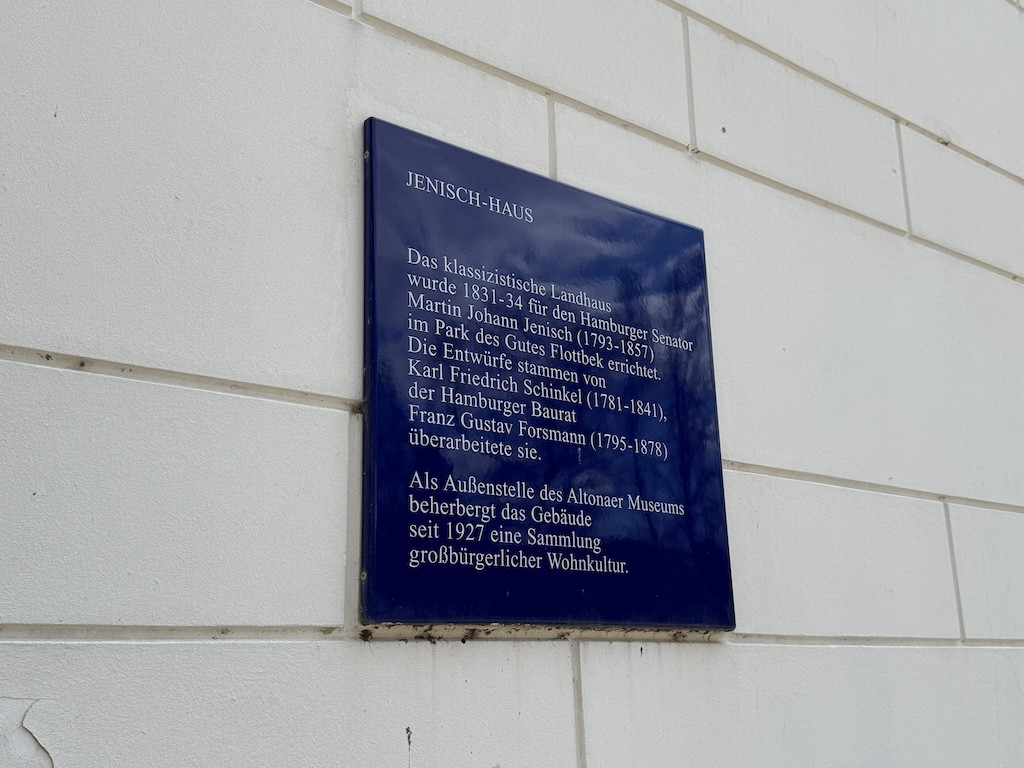 JENISCH-HAUS
Das klassizistische Landhaus
wurde 1831-34 für den Hamburger Senator
Martin Johann Jenisch (1793-1857)
im Park des Gutes Flottbek errichtet.
Die Entwürfe stammen von
Karl Friedrich Schinkel (1781-1841),
der Hamburger Baurat
Franz Gustav Forsmann (1795-1878)
überarbeitete sie.
Als Außenstelle des Altonaer Museums
beherbergt das Gebäude
seit 1927 eine Sammlung
großbürgerlicher Wohnkultur.